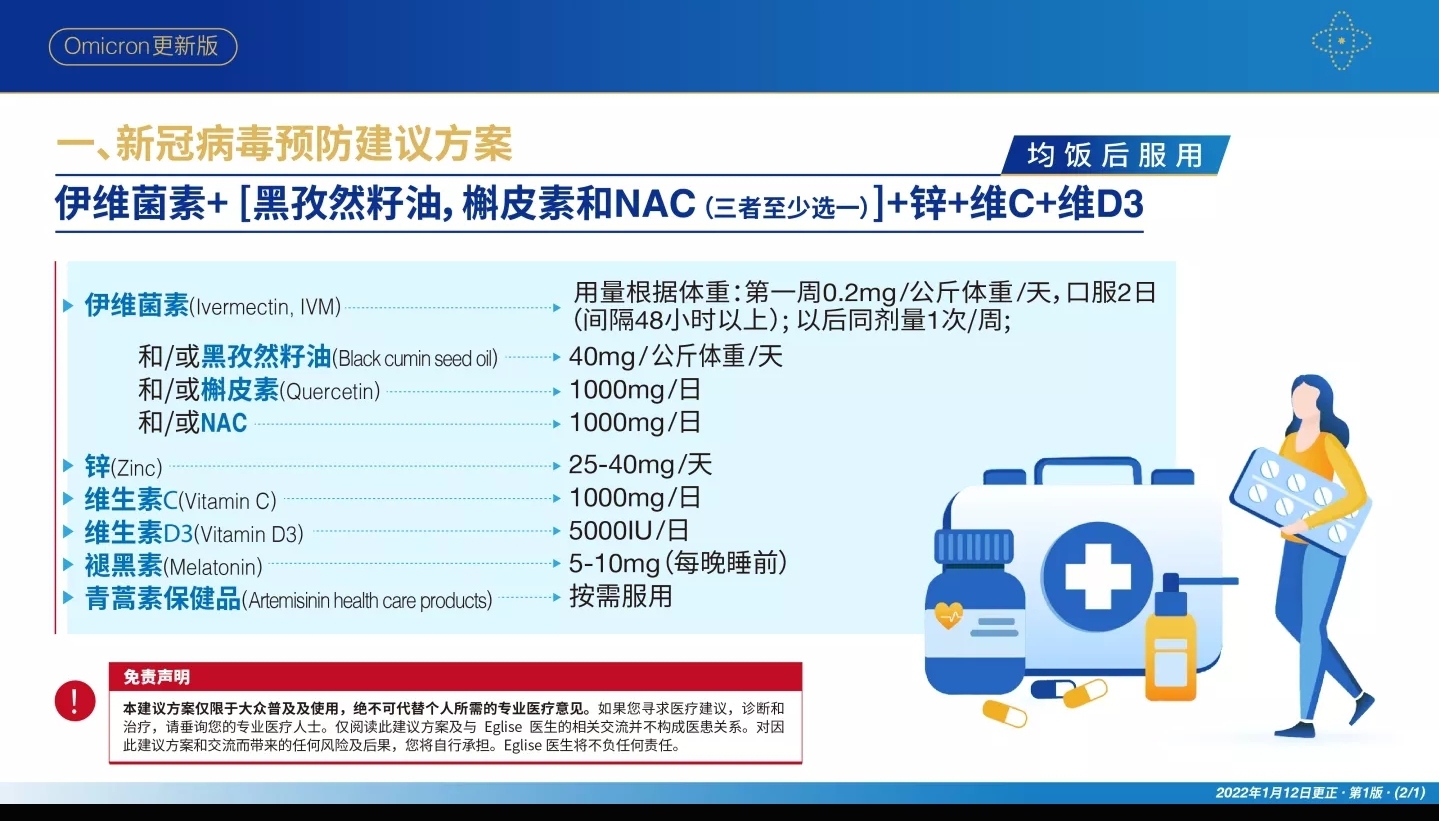 Omicron更新版
一、新冠病毒预防建议方案
均饭后服用
伊维菌素+ [黑孜然籽油, 槲皮素和NAC (三者至少选一) ]+锌+维C+维D3
伊维菌素(Ivermectin, IVM)
用量根据体重：第一周0.2mg/公斤体重/天，口服2日
（间隔48小时以上）；以后同剂量1次/周；
和/或黑孜然籽油(Black cumin seed oil)
40mg/公斤体重/天
和/或槲皮素(Quercetin)
1000mg/日
和/或NAC
1000mg/日
锌(Zinc)
25-40mg/天
维生素C(Vitamin C)
1000mg/日
维生素D3(Vitamin D3)
5000IU/日
褪黑素(Melatonin)
5-10mg（每晚睡前）
青蒿素保健品(Artemisinin health care products)
按需服用
!
免责声明
本建议方案仅限于大众普及及使用，绝不可代替个人所需的专业医疗意见。如果您寻求医疗建议，诊断和
治疗，请垂询您的专业医疗人士。仅阅读此建议方案及与 Eglise 医生的相关交流并不构成医患关系。对因
此建议方案和交流而带来的任何风险及后果，您将自行承担。Eglise 医生将不负任何责任。
2022年1月12日更正 · 第1版 · (2/1)